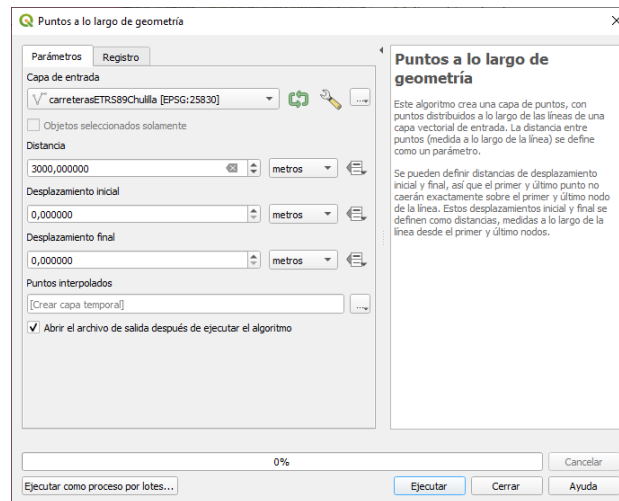 Puntos a lo largo de geometría
Parámetros
Registro
Capa de entrada
carreterasETRS89Chulilla [EPSG:25830]
...
Objetos seleccionados solamente
Distancia
3000,000000
metros
Desplazamiento inicial
0,000000
metros
Desplazamiento final
0,000000
metros
Puntos interpolados
[Crear capa temporal]
...
Abrir el archivo de salida después de ejecutar el algoritmo
Puntos a lo largo de
geometría
Este algoritmo crea una capa de puntos, con
puntos distribuidos a lo largo de las líneas de una
capa vectorial de entrada. La distancia entre
puntos (medida a lo largo de la línea) se define
como un parámetro.
Se pueden definir distancias de desplazamiento
inicial y final, así que el primer y último punto no
caerán exactamente sobre el primer y último nodo
de la línea. Estos desplazamientos inicial y final se
definen como distancias, medidas a lo largo de la
línea desde el primer y último nodos.
0%
Cancelar
Ejecutar como proceso por lotes...
Ejecutar
Cerrar
Ayuda